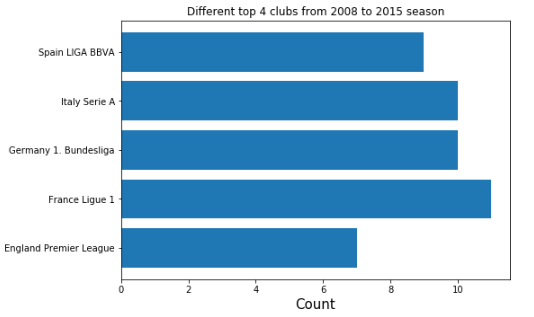 Different top 4 clubs from 2008 to 2015 season
Spain LIGA BBVA
Italy Serie A
Germany 1. Bundesliga
France Ligue 1
England Premier League
0 2 4 6 8 10
Count